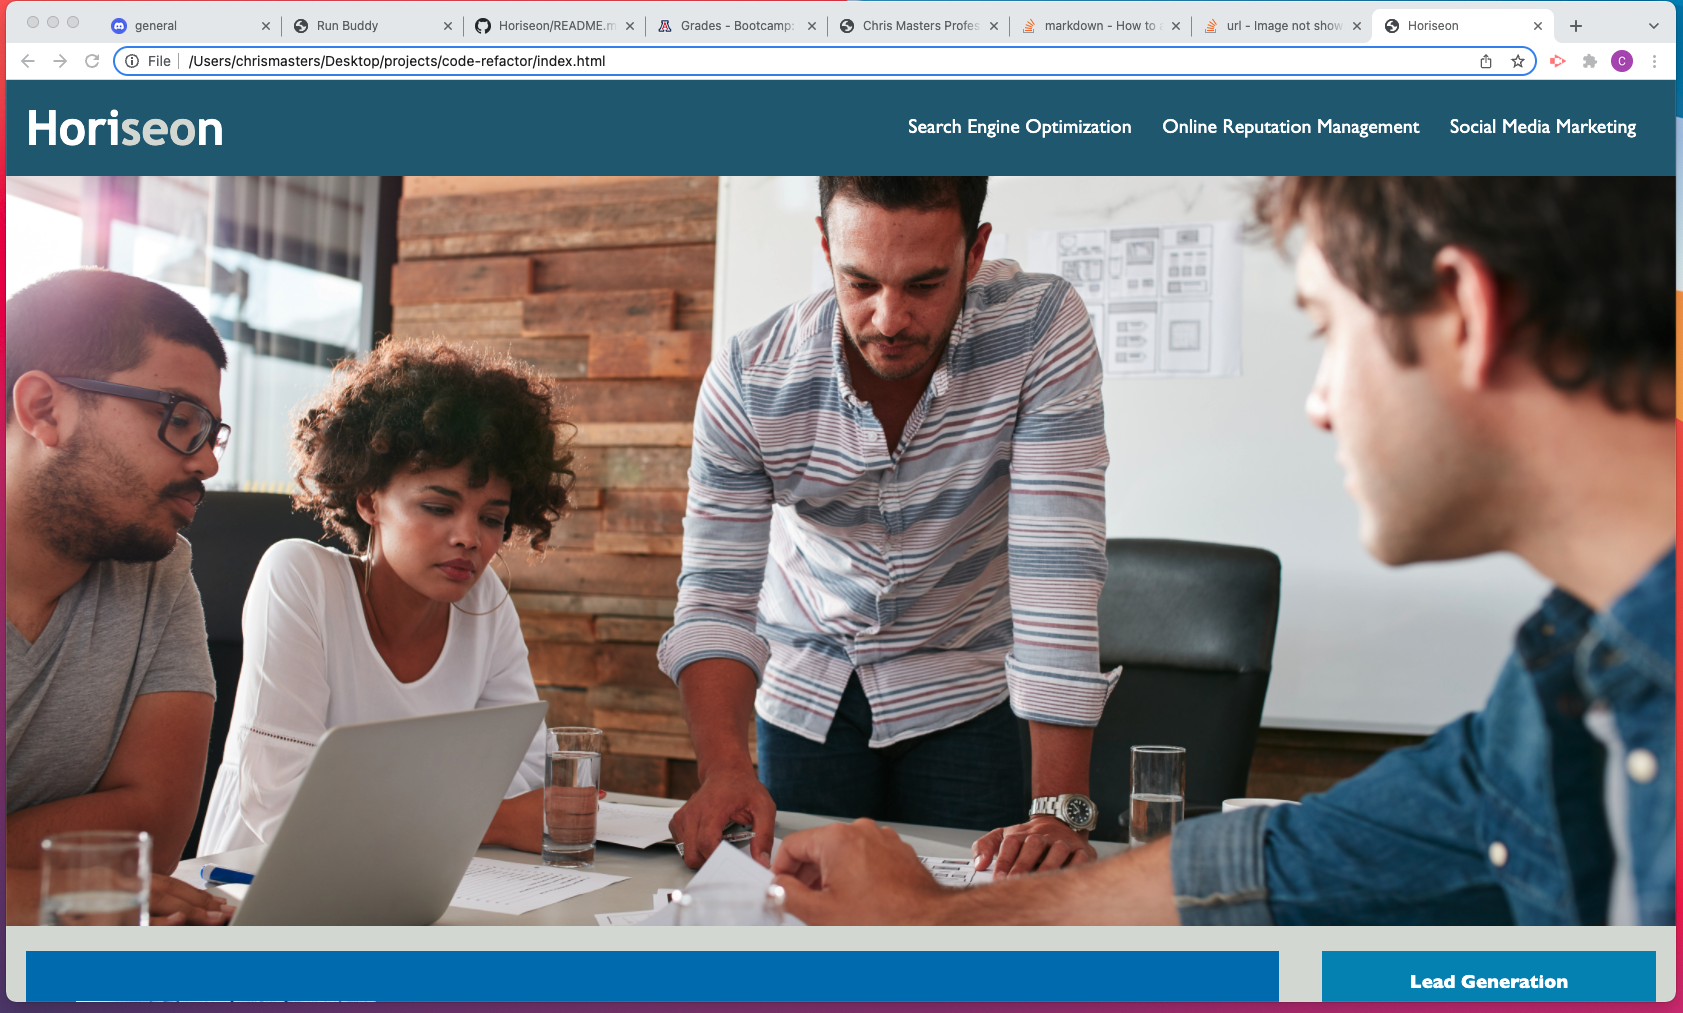 general
Run Buddy
Horiseon/README.m
Grades - Bootcamp:
Chris Masters Profes
markdown - How to a
url - Image not show
Horiseon
File
/Users/chrismasters/Desktop/projects/code-refactor/index.html
C
Horiseon
Search Engine Optimization
Online Reputation Management
Social Media Marketing
Lead Generation